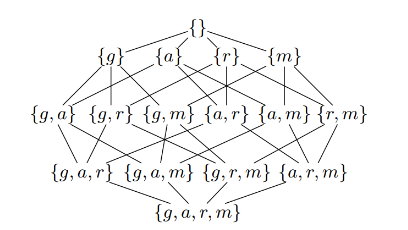 {}
{g} {a} {r} {m}
{g, a} {g, r} {g, m} {a, r} {a, m} {r, m}
{g, a, r} {g, a, m} {g, r, m} {a, r, m}
{g, a, r, m}